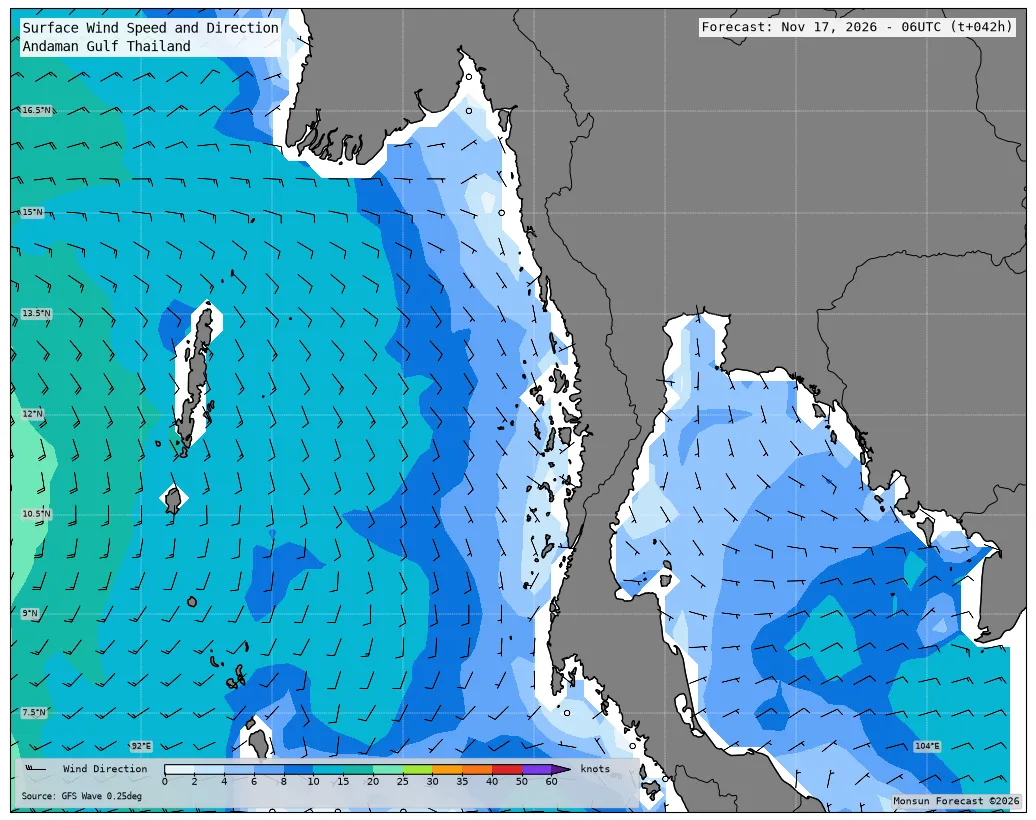 Surface Wind Speed and Direction
Andaman Gulf Thailand
Forecast: Nov 17, 2026 - 06UTC (t+042h)
16.5°N
15°N
13.5°N
12°N
10.5°N
9°N
7.5°N
92°E
104°E
Wind Direction
0 2 4 6 8 10 15 20 25 30 35 40 50 60
knots
Source: GFS Wave 0.25deg
Monsun Forecast ©2026